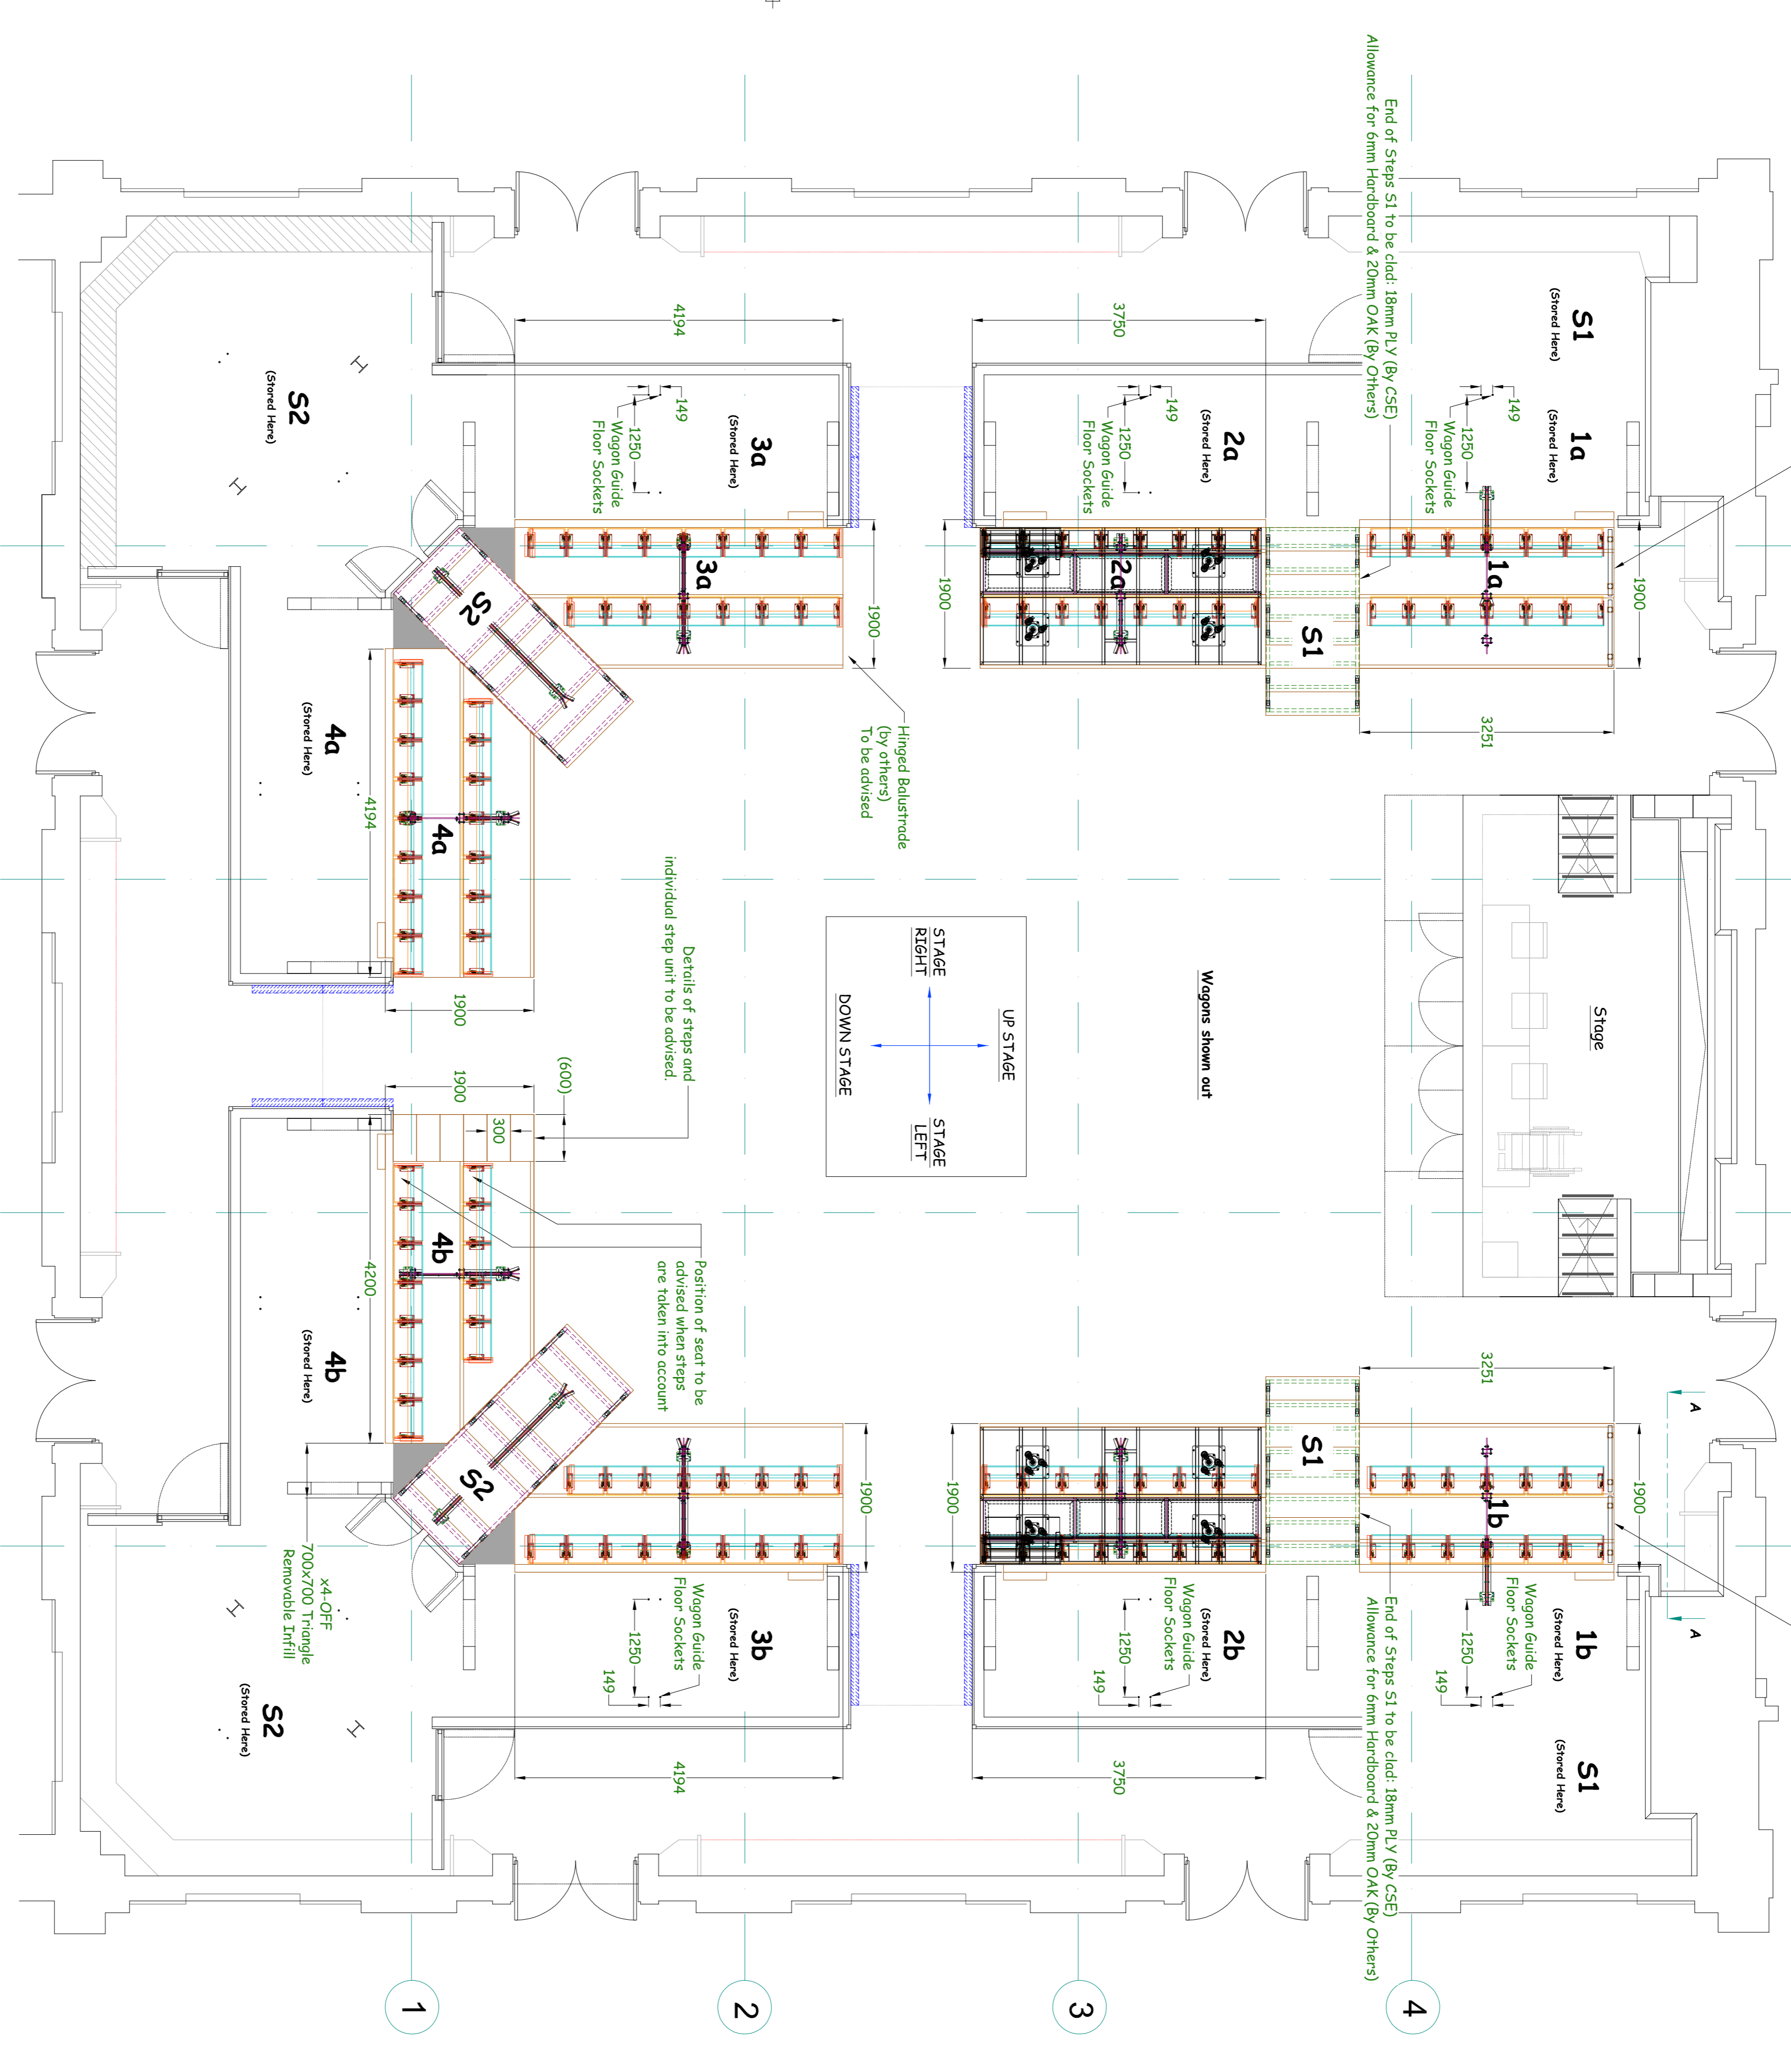 A
A
S1
(Stored Here)
1a
(Stored Here)
Stage
1b
(Stored Here)
S1
(Stored Here)
1900
1900
149
1250
Wagon Guide
Floor Sockets
1a
3251
3251
1b
Wagon Guide
Floor Sockets
1250
149
End of Steps S1 to be clad: 18mm PLY (By CSE)
Allowance for 6mm Hardboard & 20mm OAK (By Others)
End of Steps S1 to be clad: 18mm PLY (By CSE)
Allowance for 6mm Hardboard & 20mm OAK (By Others)
4
S1
S1
2a
(Stored Here)
Wagons shown out
2b
(Stored Here)
3750
149
1250
Wagon Guide
Floor Sockets
2a
Wagon Guide
Floor Sockets
1250
149
3750
3
UP STAGE
STAGE
RIGHT
STAGE
LEFT
DOWN STAGE
1900
1900
Hinged Balustrade
(by others)
To be advised
1900
1900
3a
(Stored Here)
3b
(Stored Here)
2
4194
149
1250
Wagon Guide
Floor Sockets
3a
Wagon Guide
Floor Sockets
1250
149
4194
Details of steps and
individual step unit to be advised.
Position of seat to be
advised when steps
are taken into account
(600)
300
S2
S2
1900
1900
4a
4b
1
4194
4200
4a
(Stored Here)
4b
(Stored Here)
x4-OFF
700x700 Triangle
Removable Infill
S2
(Stored Here)
S2
(Stored Here)